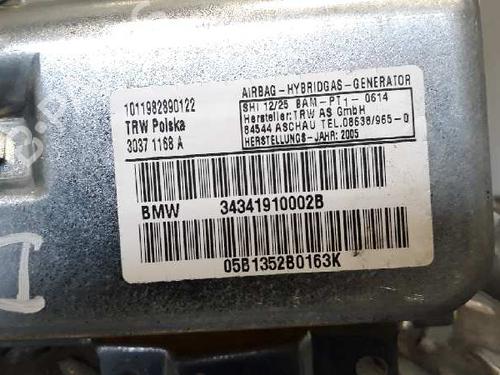 1011982890122
TRW Polska
3037 1168 A
AIRBAG-HYBRIDGAS-GENERATOR
SHI 12/25 BAM-PT1-0614
Hersteller:TRW AS GmbH
84544 ASCHAU TEL.08638/965-0
HERSTELLUNGS-JAHR: 2005
BMW 34341910002B
05B1352B0163K